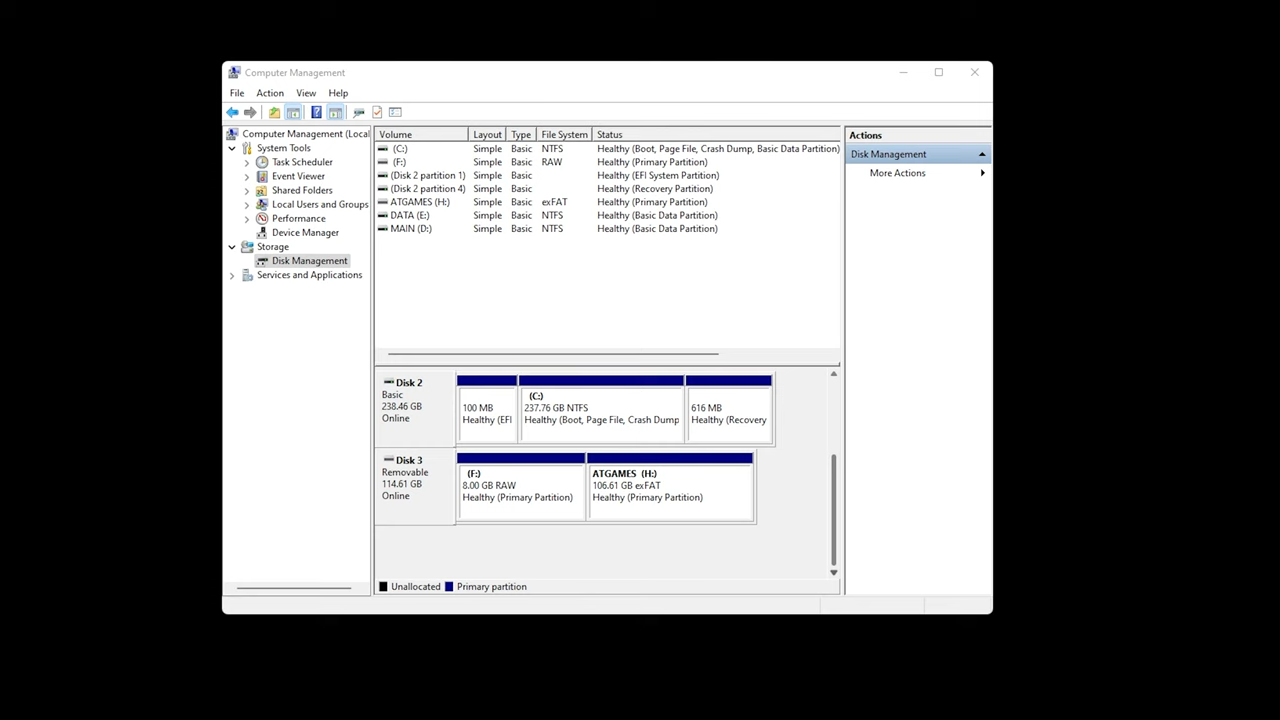 Computer Management
File Action View Help
Computer Management (Local
System Tools
Task Scheduler
Event Viewer
Shared Folders
Local Users and Groups
Performance
Device Manager
Storage
Disk Management
Services and Applications
Volume Layout Type File System Status
(C:) Simple Basic NTFS Healthy (Boot, Page File, Crash Dump, Basic Data Partition)
(F:) Simple Basic RAW Healthy (Primary Partition)
(Disk 2 partition 1) Simple Basic Healthy (EFI System Partition)
(Disk 2 partition 4) Simple Basic Healthy (Recovery Partition)
ATGAMES (H:) Simple Basic exFAT Healthy (Primary Partition)
DATA (E:) Simple Basic NTFS Healthy (Basic Data Partition)
MAIN (D:) Simple Basic NTFS Healthy (Basic Data Partition)
Disk 2
Basic
238.46 GB
Online
100 MB
Healthy (EFI
(C:)
237.76 GB NTFS
Healthy (Boot, Page File, Crash Dump
616 MB
Healthy (Recovery
Disk 3
Removable
114.61 GB
Online
(F:)
8.00 GB RAW
Healthy (Primary Partition)
ATGAMES (H:)
106.61 GB exFAT
Healthy (Primary Partition)
Unallocated Primary partition
Actions
Disk Management
More Actions